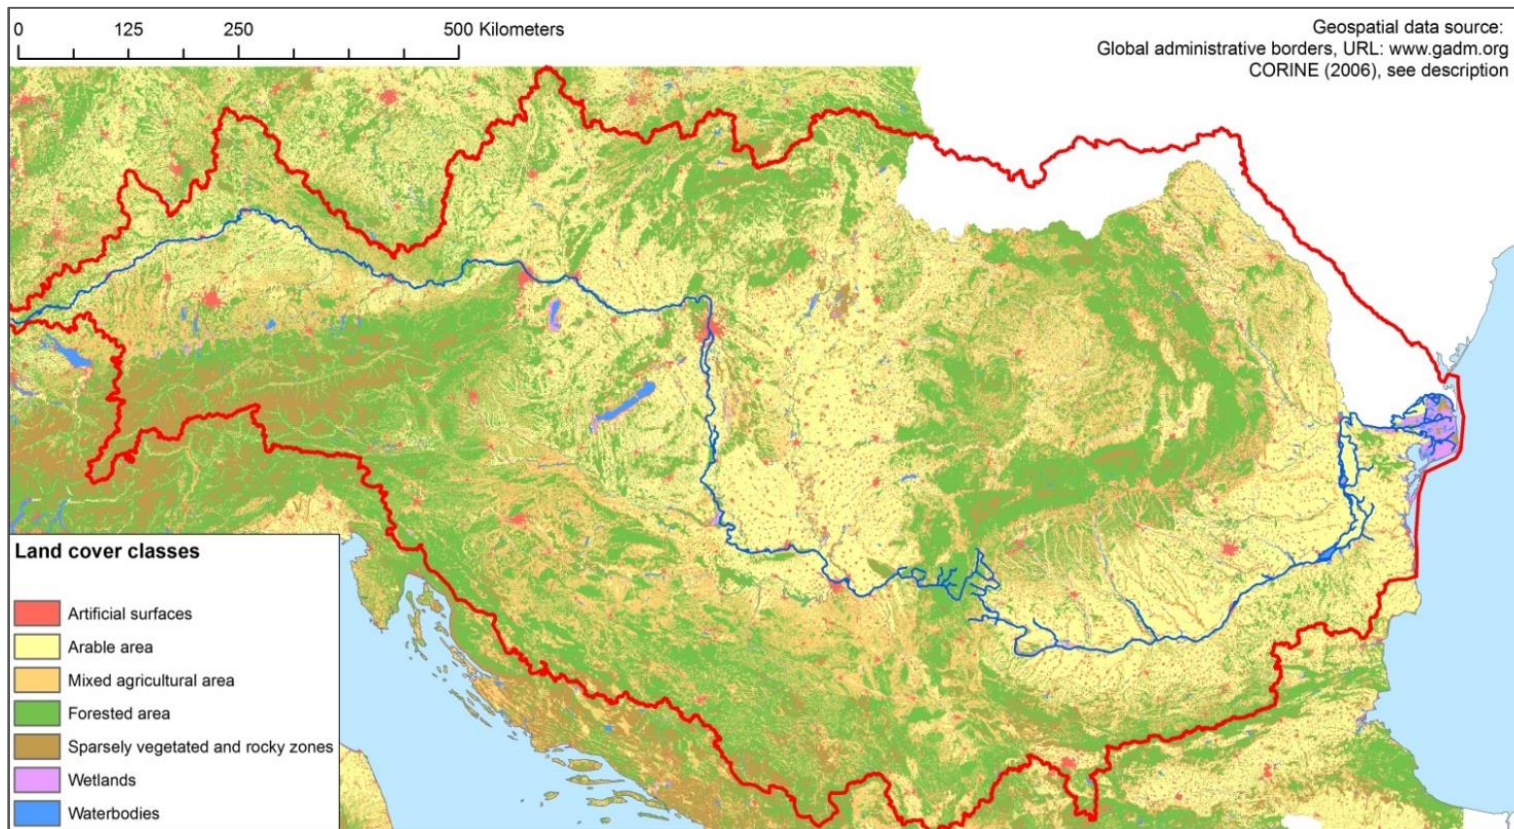 0 125 250 500 Kilometers
Geospatial data source:
Global administrative borders, URL: www.gadm.org
CORINE (2006), see description
Land cover classes
Artificial surfaces
Arable area
Mixed agricultural area
Forested area
Sparsely vegetated and rocky zones
Wetlands
Waterbodies